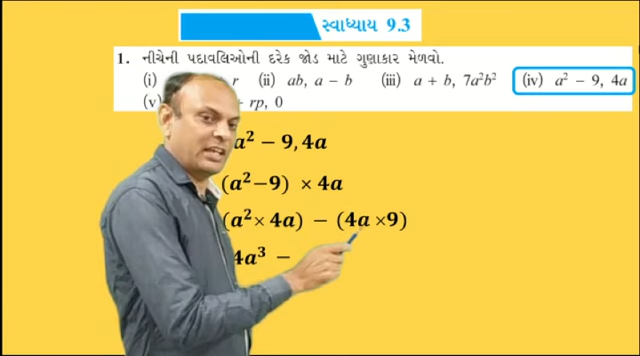 સ્વાધ્યાય 9.3
1. નીચેની પદાવલિઓની દરેક જોડ માટે ગુણાકાર મેળવો.
(i) r (ii) ab, a − b (iii) a + b, 7a²b² (iv) a² − 9, 4a
(v) − rp, 0
a² − 9, 4a
(a²−9) × 4a
(a²× 4a) − (4a ×9)
4a³ −